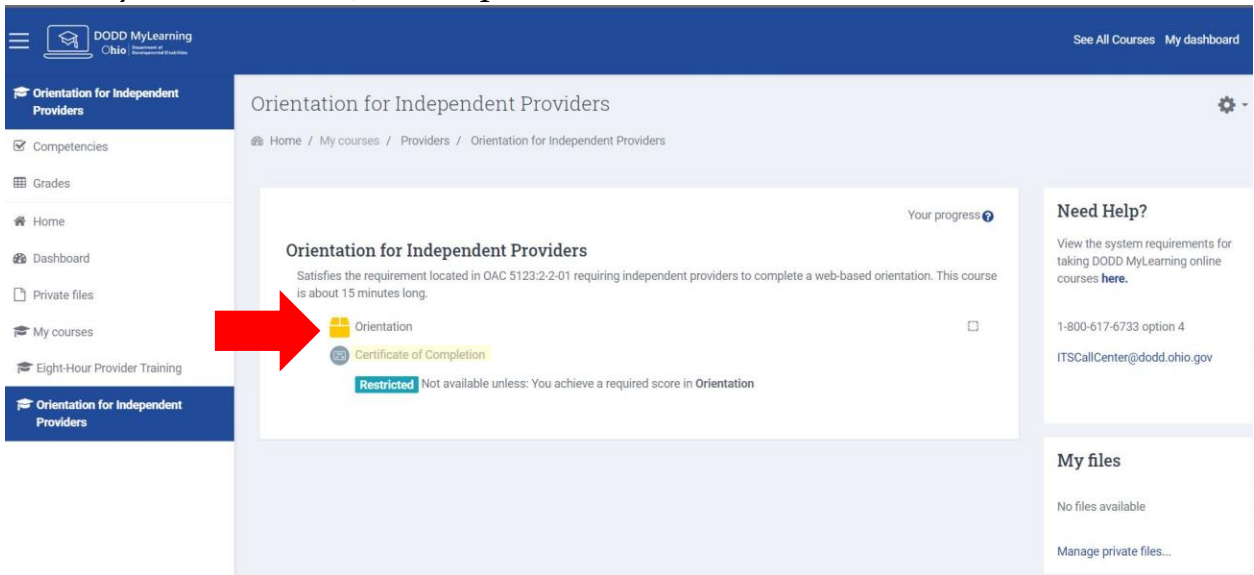 DODD MyLearning
Ohio Department of
Developmental Disabilities
See All Courses My dashboard
Orientation for Independent
Providers
Competencies
Grades
Home
Dashboard
Private files
My courses
Eight-Hour Provider Training
Orientation for Independent
Providers
Orientation for Independent Providers
Home / My courses / Providers / Orientation for Independent Providers
Your progress
Orientation for Independent Providers
Satisfies the requirement located in OAC 5123:2-2-01 requiring independent providers to complete a web-based orientation. This course
is about 15 minutes long.
Orientation
Certificate of Completion
Restricted Not available unless: You achieve a required score in Orientation
Need Help?
View the system requirements for
taking DODD MyLearning online
courses here.
1-800-617-6733 option 4
ITSCallCenter@dodd.ohio.gov
My files
No files available
Manage private files...